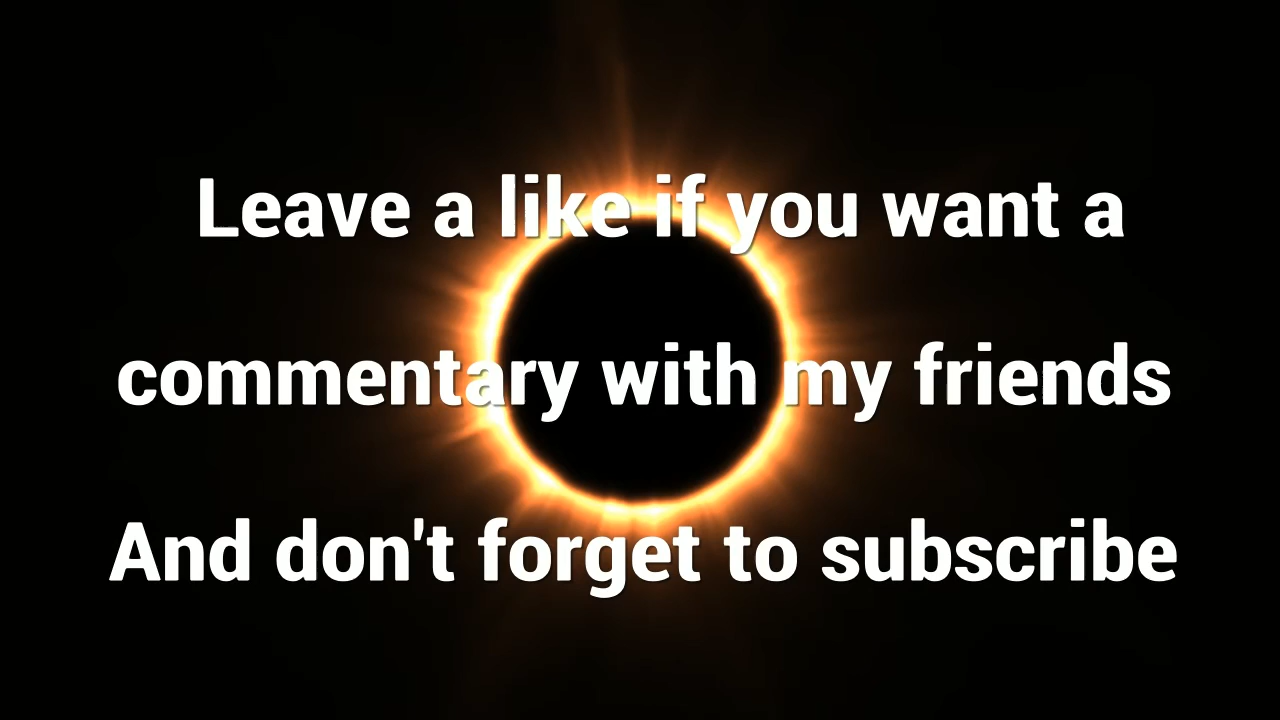 Leave a like if you want a
commentary with my friends
And don't forget to subscribe